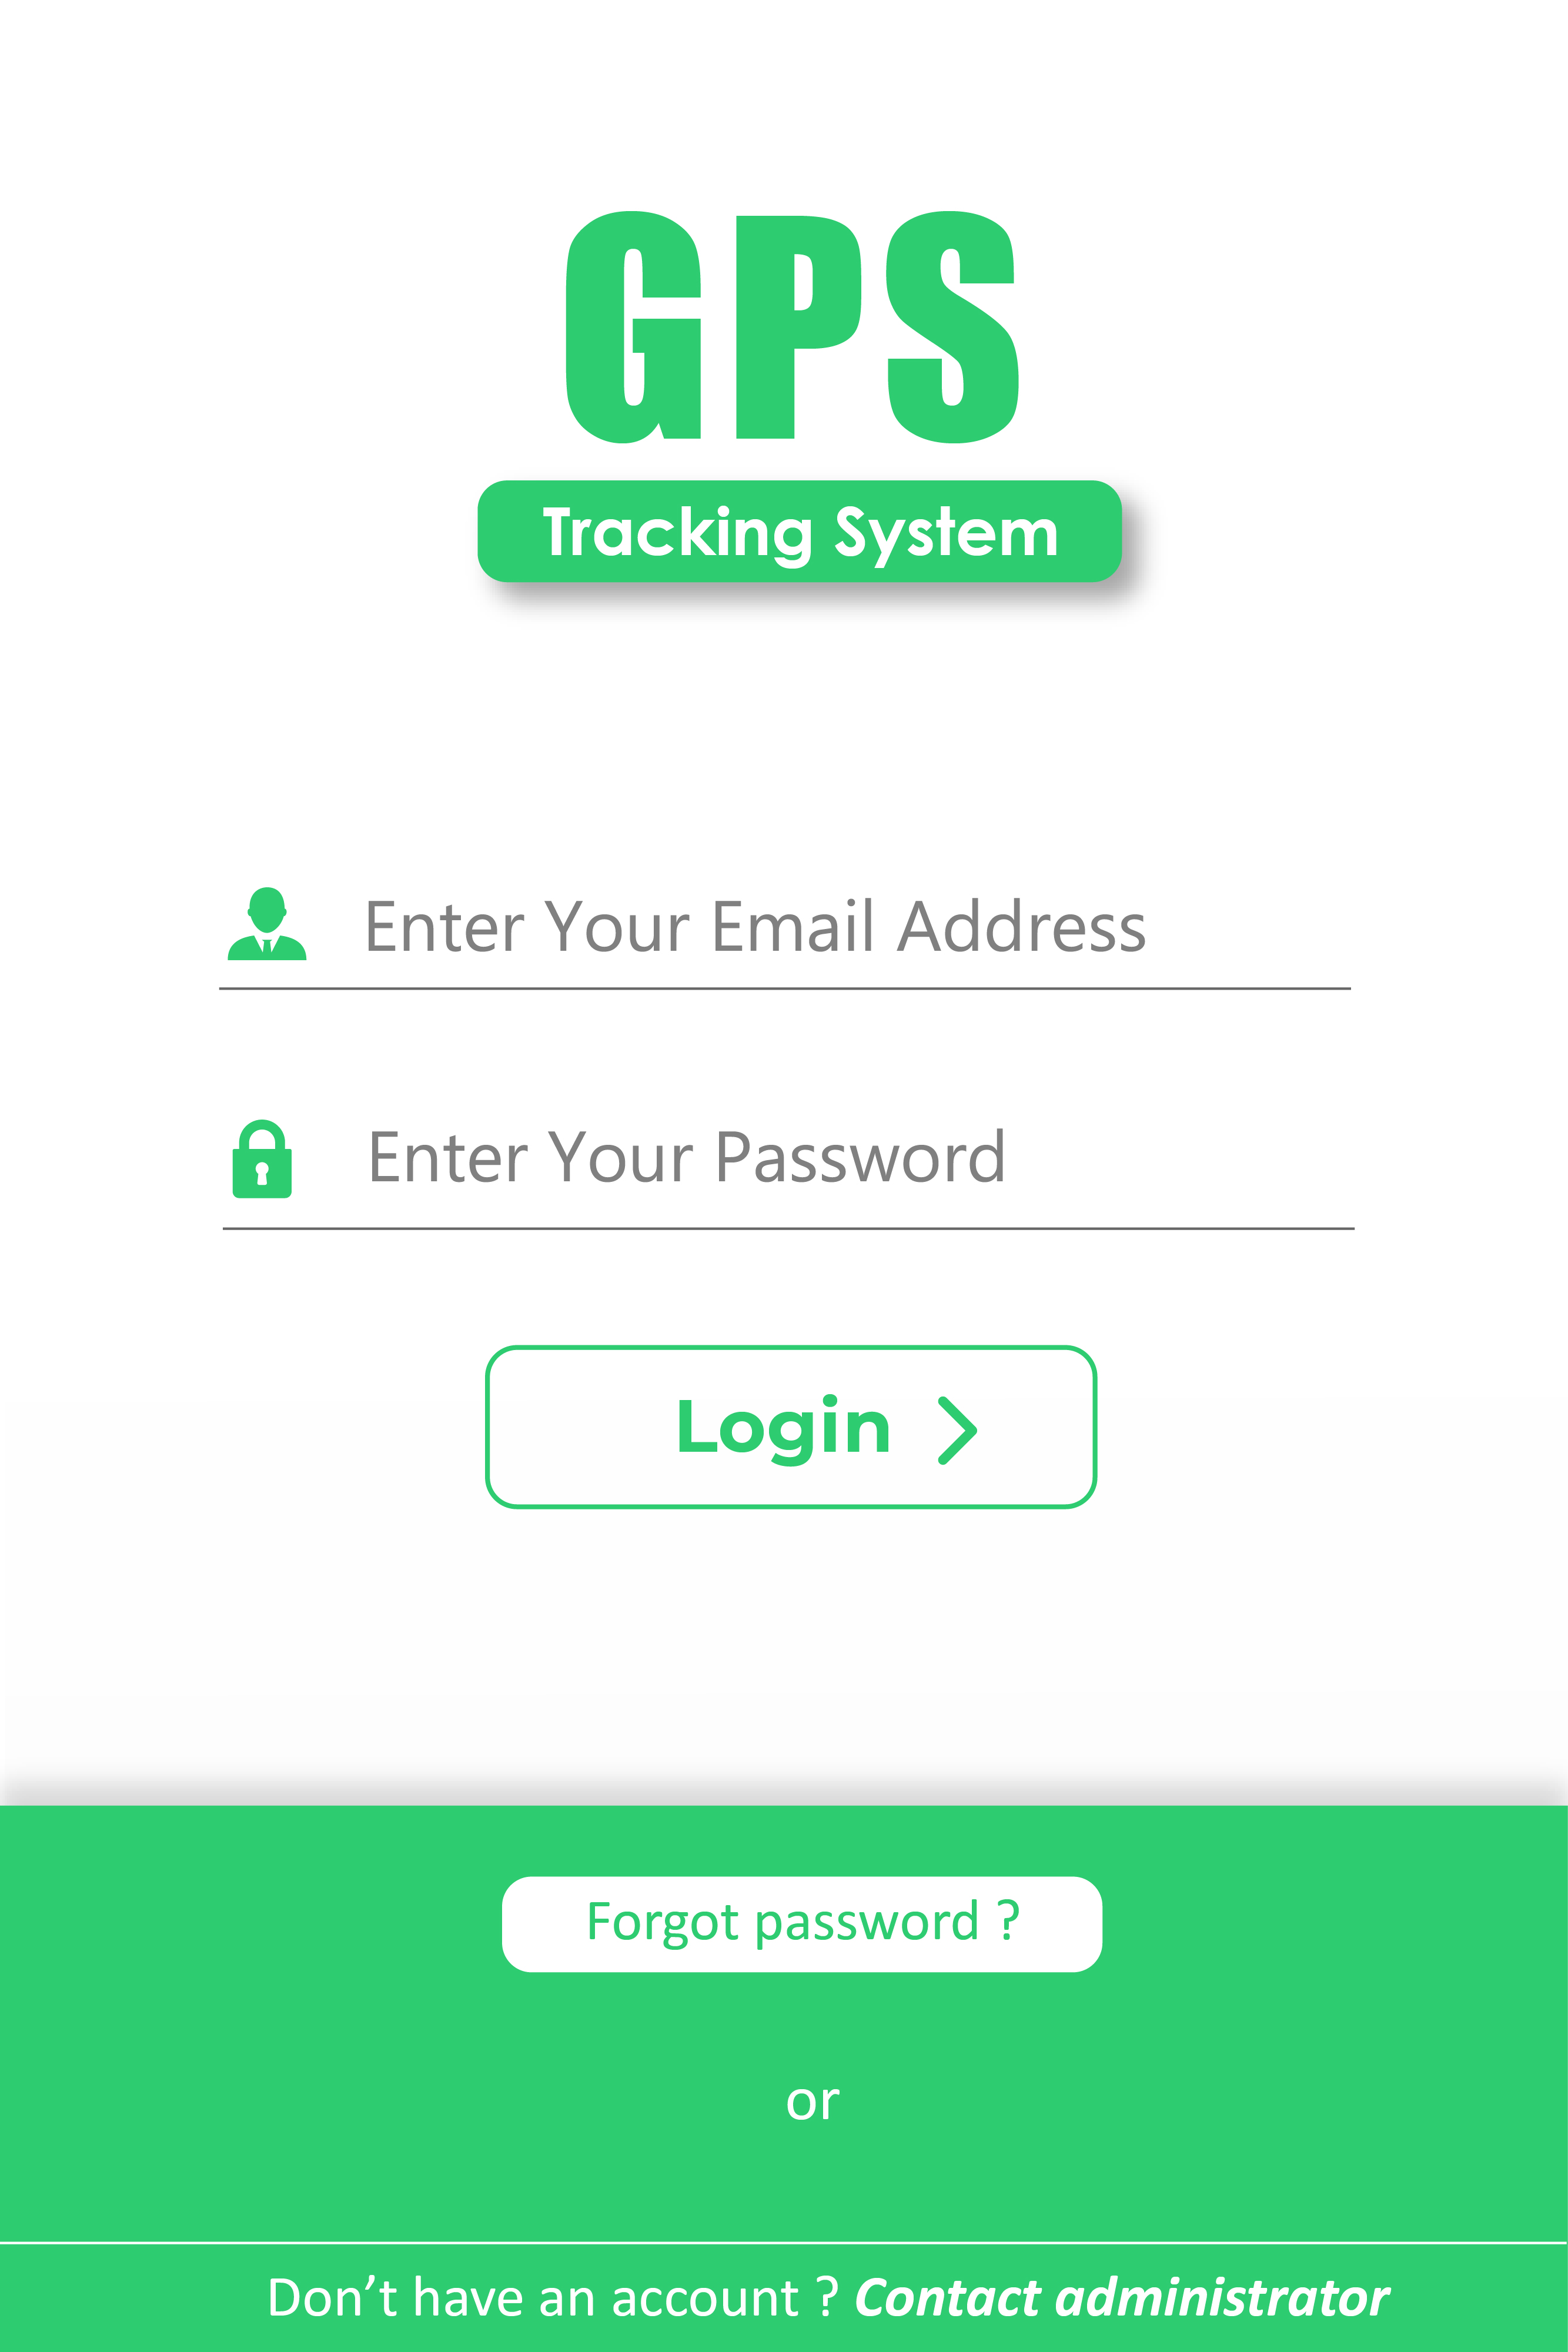 GPS
Tracking System
Enter Your Email Address
Enter Your Password
Login
Forgot password ?
or
Don’t have an account ? Contact administrator